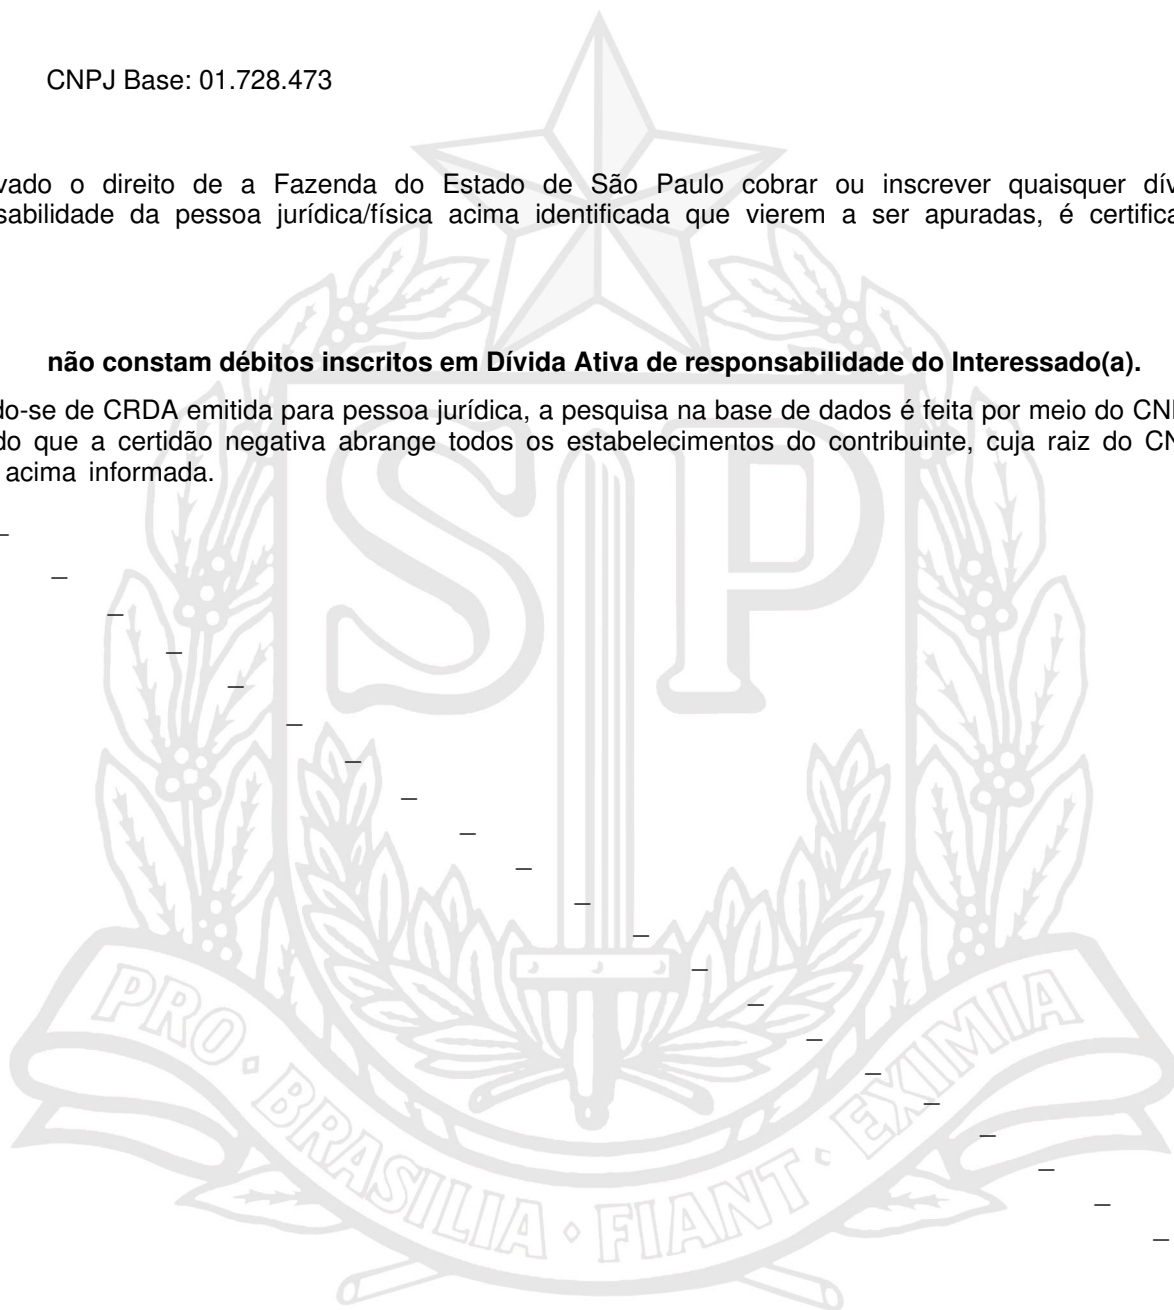 CNPJ Base: 01.728.473
vado o direito de a Fazenda do Estado de São Paulo cobrar ou inscrever quaisquer dív
sabilidade da pessoa jurídica/física acima identificada que vierem a ser apuradas, é certifica
não constam débitos inscritos em Dívida Ativa de responsabilidade do Interessado(a).
do-se de CRDA emitida para pessoa jurídica, a pesquisa na base de dados é feita por meio do CN
do que a certidão negativa abrange todos os estabelecimentos do contribuinte, cuja raiz do CN
acima informada.
SP
PRO • BRASILIA • FIANT • EXIMIA